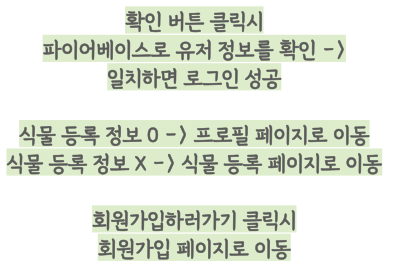 확인 버튼 클릭시
파이어베이스로 유저 정보를 확인 ->
일치하면 로그인 성공
식물 등록 정보 O -> 프로필 페이지로 이동
식물 등록 정보 X -> 식물 등록 페이지로 이동
회원가입하러가기 클릭시
회원가입 페이지로 이동